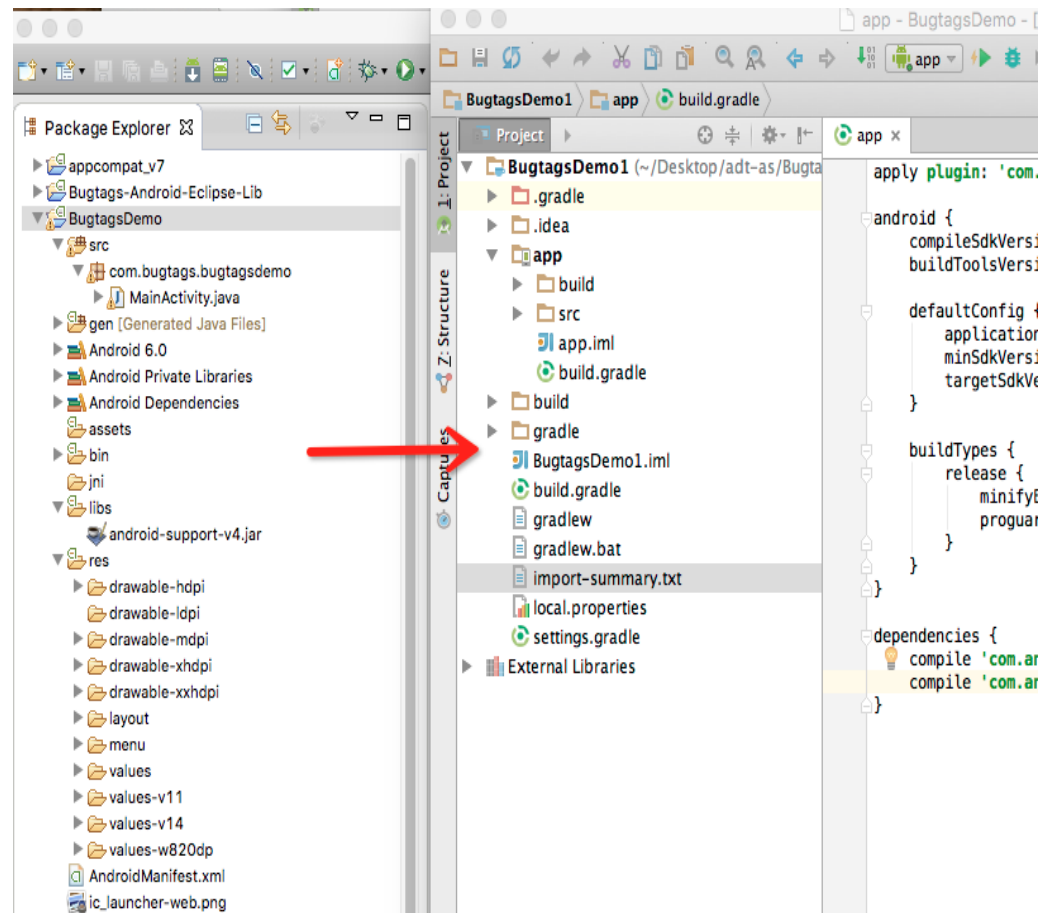 Package Explorer
appcompat_v7
Bugtags-Android-Eclipse-Lib
BugtagsDemo
src
com.bugtags.bugtagsdemo
MainActivity.java
gen [Generated Java Files]
Android 6.0
Android Private Libraries
Android Dependencies
assets
bin
jni
libs
android-support-v4.jar
res
drawable-hdpi
drawable-ldpi
drawable-mdpi
drawable-xhdpi
drawable-xxhdpi
layout
menu
values
values-v11
values-v14
values-w820dp
AndroidManifest.xml
ic_launcher-web.png
app - BugtagsDemo - [
app
BugtagsDemo1 app build.gradle
1: Project
Z: Structure
Captures
Project
BugtagsDemo1 (~/Desktop/adt-as/Bugta
.gradle
.idea
app
build
src
app.iml
build.gradle
build
gradle
BugtagsDemo1.iml
build.gradle
gradlew
gradlew.bat
import-summary.txt
local.properties
settings.gradle
External Libraries
app
apply plugin: 'com.
android {
compileSdkVersi
buildToolsVersi
defaultConfig {
application
minSdkVersi
targetSdkVe
}
buildTypes {
release {
minifyE
proguar
}
}
}
dependencies {
compile 'com.an
compile 'com.an
}